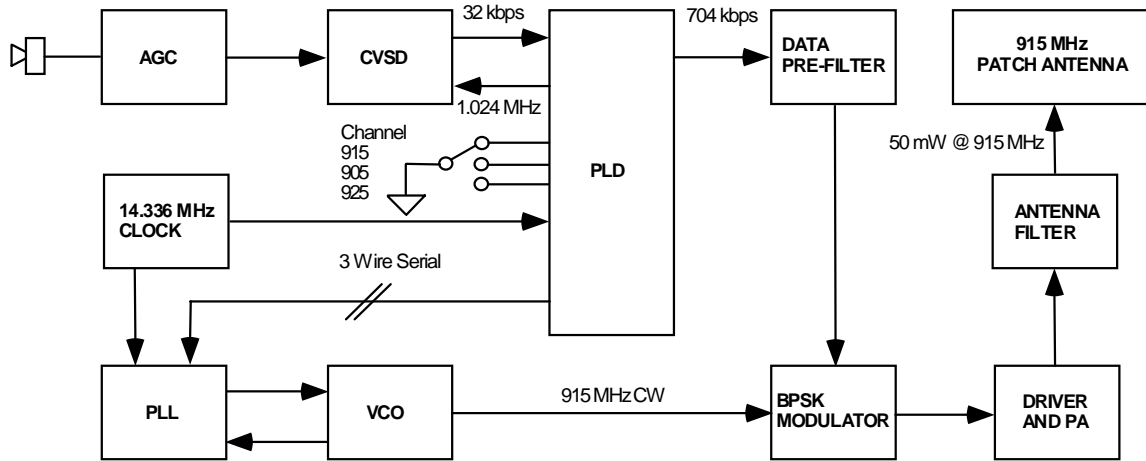 32 kbps
704 kbps
AGC
CVSD
DATA
PRE-FILTER
915 MHz
PATCH ANTENNA
1.024 MHz
Channel
915
905
925
PLD
50 mW @ 915 MHz
14.336 MHz
CLOCK
ANTENNA
FILTER
3 Wire Serial
PLL
VCO
915 MHz CW
BPSK
MODULATOR
DRIVER
AND PA